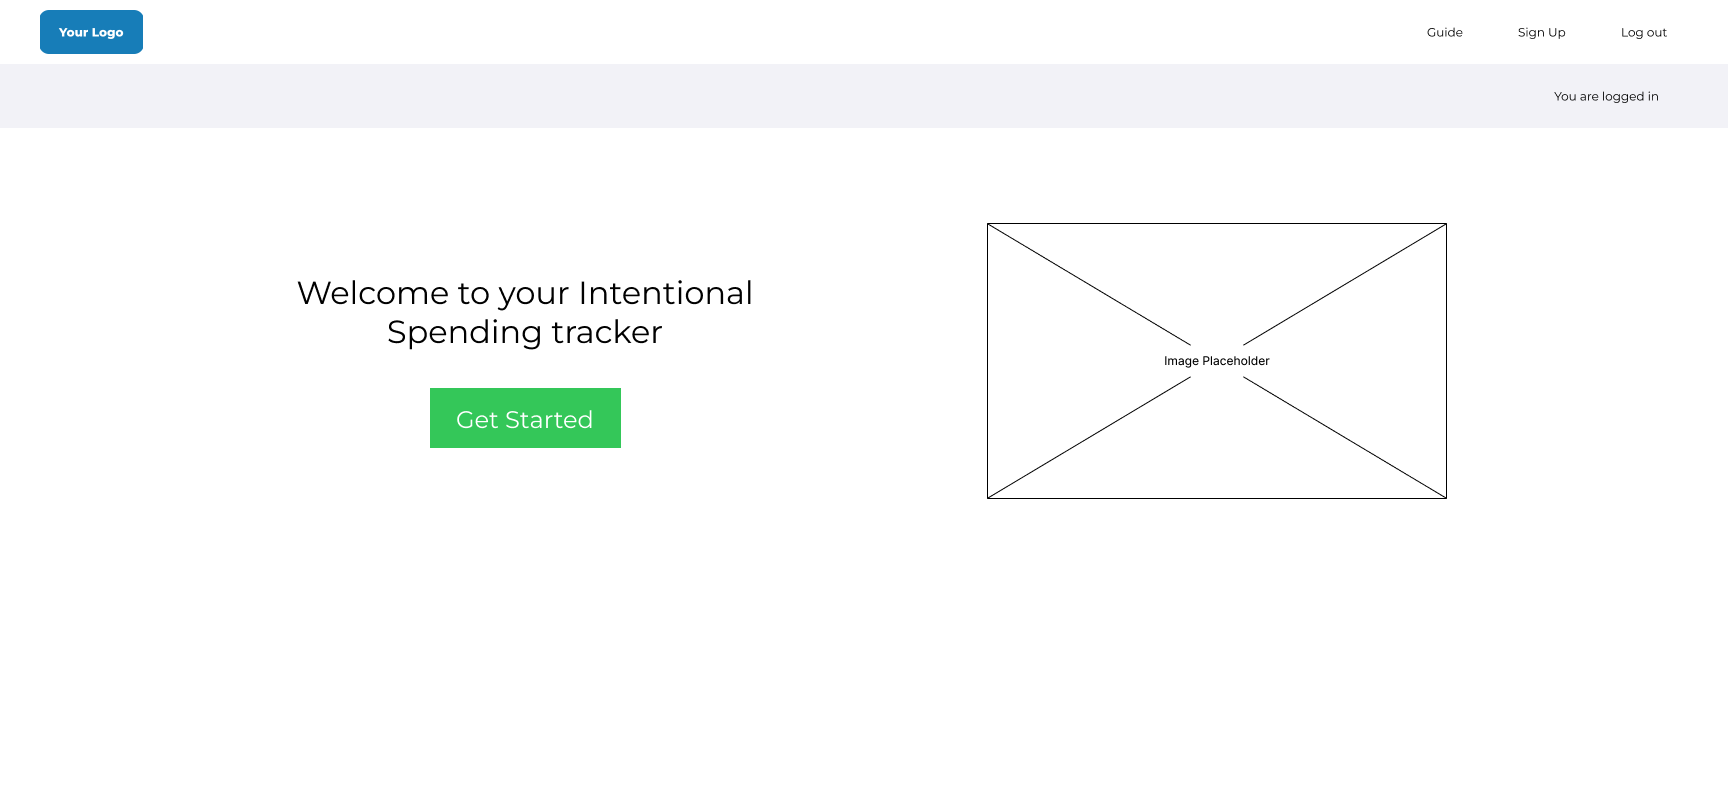 Your Logo
Guide
Sign Up
Log out
You are logged in
Welcome to your Intentional
Spending tracker
Get Started
Image Placeholder